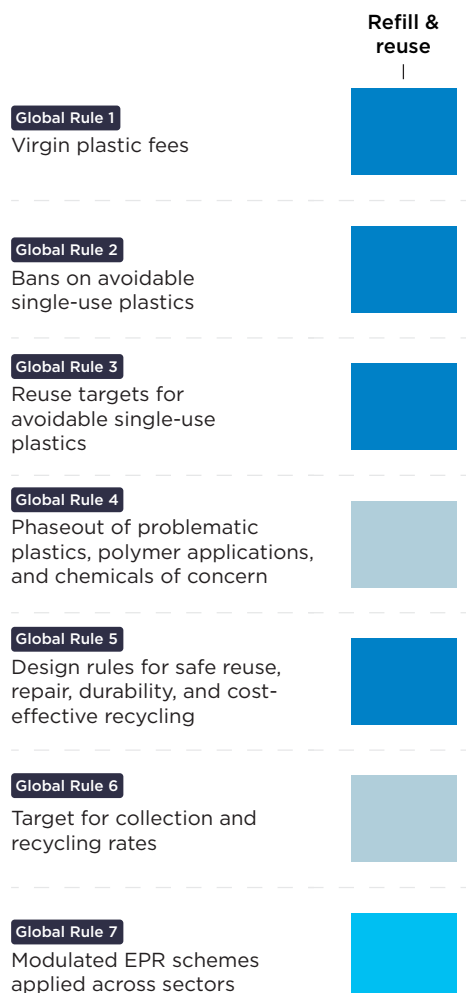 Refill &
reuse
Global Rule 1
Virgin plastic fees
Global Rule 2
Bans on avoidable
single-use plastics
Global Rule 3
Reuse targets for
avoidable single-use
plastics
Global Rule 4
Phaseout of problematic
plastics, polymer applications,
and chemicals of concern
Global Rule 5
Design rules for safe reuse,
repair, durability, and cost-
effective recycling
Global Rule 6
Target for collection and
recycling rates
Global Rule 7
Modulated EPR schemes
applied across sectors